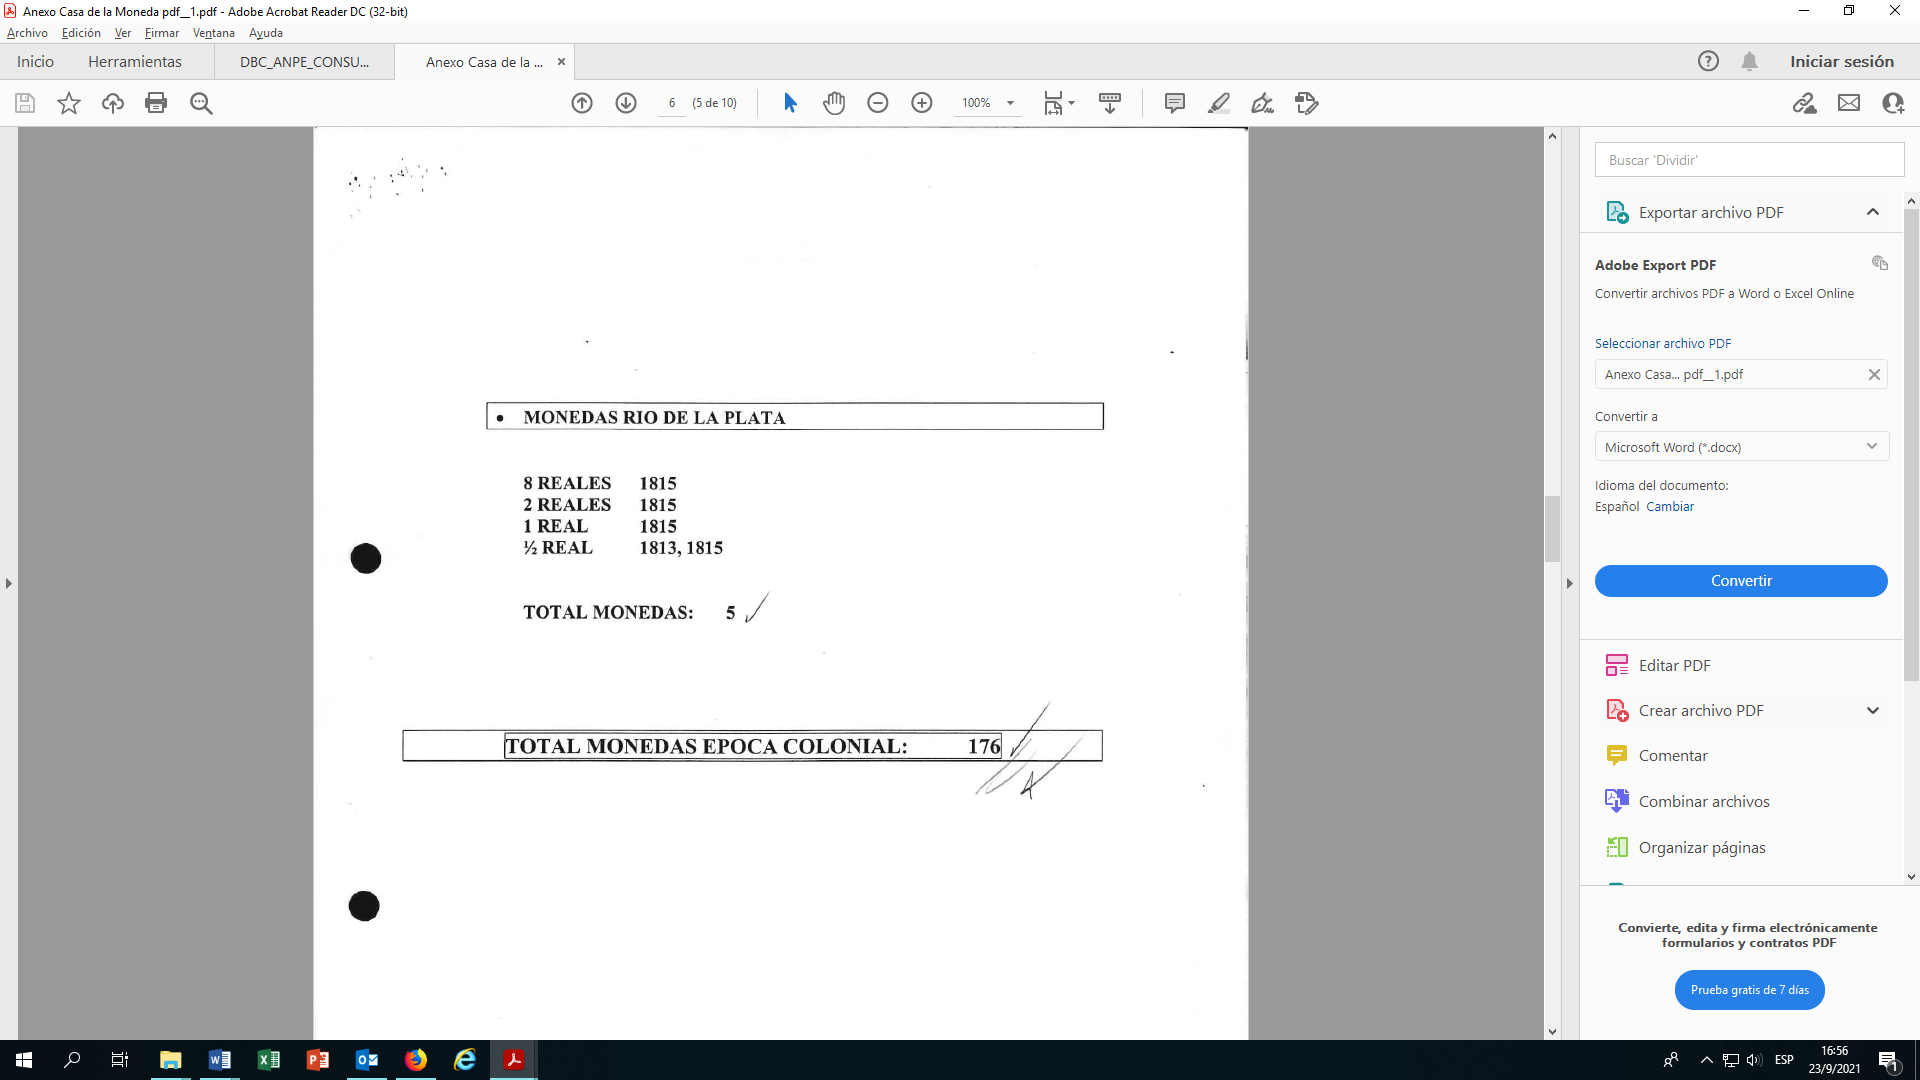 Anexo Casa de la Moneda pdf__1.pdf - Adobe Acrobat Reader DC (32-bit)
Archivo Edición Ver Firmar Ventana Ayuda
Inicio Herramientas DBC_ANPE_CONSU... Anexo Casa de la ... × Iniciar sesión
6 (5 de 10) 100%
MONEDAS RIO DE LA PLATA
8 REALES 1815
2 REALES 1815
1 REAL 1815
½ REAL 1813, 1815
TOTAL MONEDAS: 5
TOTAL MONEDAS EPOCA COLONIAL: 176
Buscar 'Dividir'
Exportar archivo PDF
Adobe Export PDF
Convertir archivos PDF a Word o Excel Online
Seleccionar archivo PDF
Anexo Casa... pdf__1.pdf
Convertir a
Microsoft Word (*.docx)
Idioma del documento:
Español Cambiar
Convertir
Editar PDF
Crear archivo PDF
Comentar
Combinar archivos
Organizar páginas
Convierte, edita y firma electrónicamente
formularios y contratos PDF
Prueba gratis de 7 días
ESP
16:56
23/9/2021
1